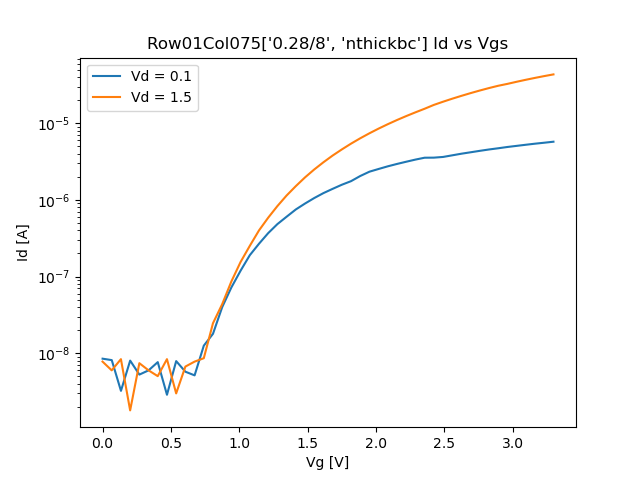 Row01Col075['0.28/8', 'nthickbc'] Id vs Vgs
Vd = 0.1
Vd = 1.5
Id [A]
10⁻⁵
10⁻⁶
10⁻⁷
10⁻⁸
0.0 0.5 1.0 1.5 2.0 2.5 3.0
Vg [V]